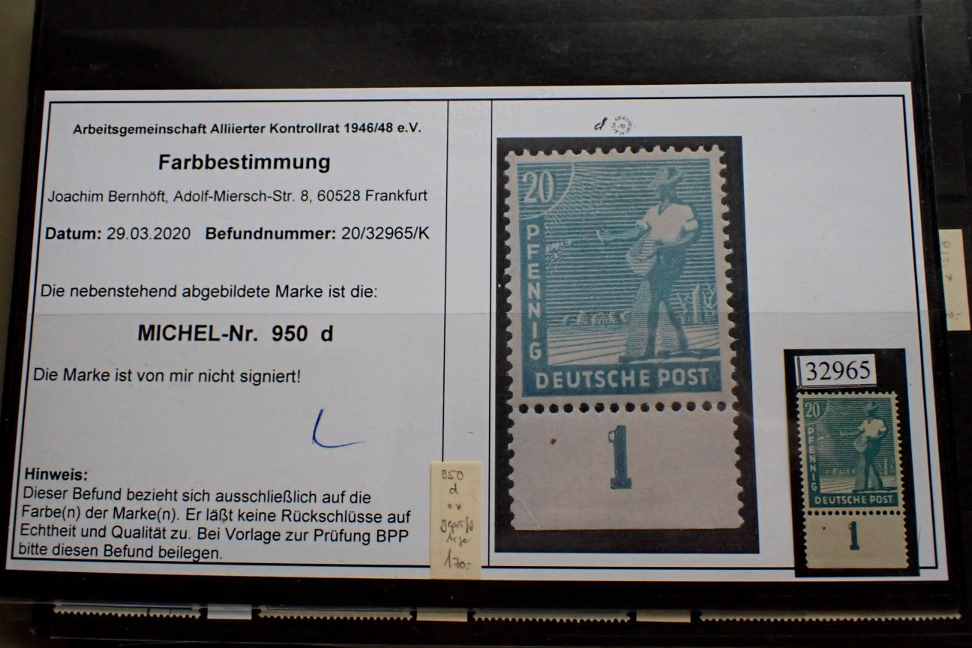 Arbeitsgemeinschaft Alliierter Kontrollrat 1946/48 e.V.
Farbbestimmung
Joachim Bernhöft, Adolf-Miersch-Str. 8, 60528 Frankfurt
Datum: 29.03.2020 Befundnummer: 20/32965/K
Die nebenstehend abgebildete Marke ist die:
MICHEL-Nr. 950 d
Die Marke ist von mir nicht signiert!
Hinweis:
Dieser Befund bezieht sich ausschließlich auf die
Farbe(n) der Marke(n). Er läßt keine Rückschlüsse auf
Echtheit und Qualität zu. Bei Vorlage zur Prüfung BPP
bitte diesen Befund beilegen.
950
d
170.-
d
20
PFENNIG
DEUTSCHE POST
1
32965
20
PFENNIG
DEUTSCHE POST
1